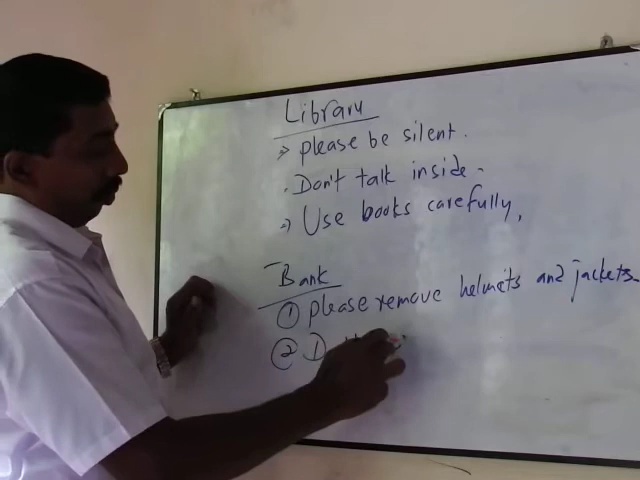 Library
→ please be silent.
. Don't talk inside.
→ Use books carefully,
Bank
① please remove helmets and jackets.
② D